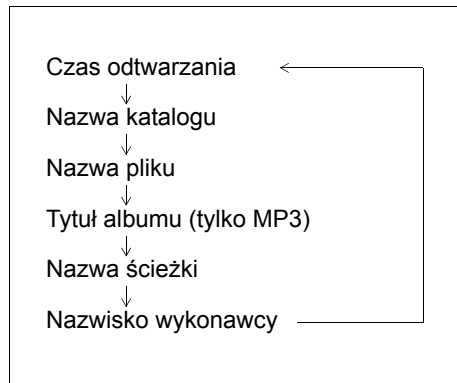 Czas odtwarzania
Nazwa katalogu
Nazwa pliku
Tytuł albumu (tylko MP3)
Nazwa ścieżki
Nazwisko wykonawcy